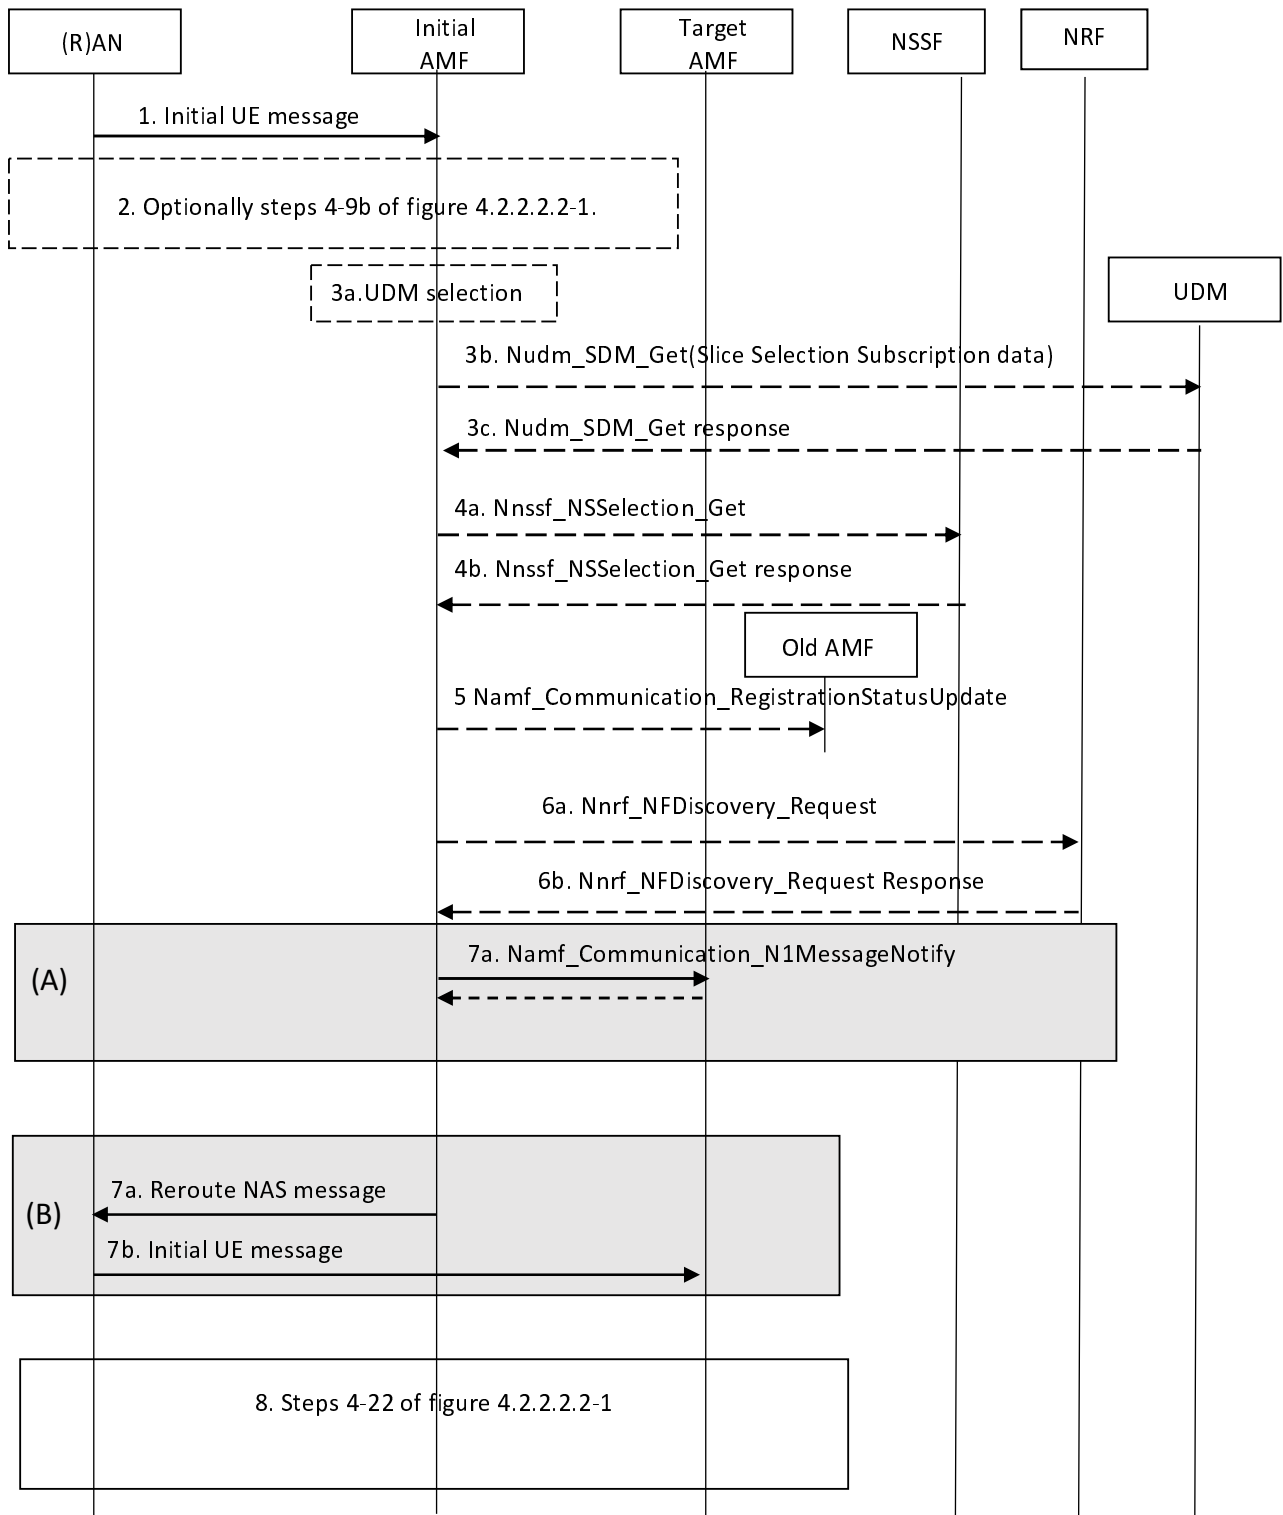 (R)AN
Initial
AMF
Target
AMF
NSSF
NRF
1. Initial UE message
2. Optionally steps 4-9b of figure 4.2.2.2.2-1.
3a.UDM selection
UDM
3b. Nudm_SDM_Get(Slice Selection Subscription data)
3c. Nudm_SDM_Get response
4a. Nnssf_NSSelection_Get
4b. Nnssf_NSSelection_Get response
Old AMF
5 Namf_Communication_RegistrationStatusUpdate
6a. Nnrf_NFDiscovery_Request
6b. Nnrf_NFDiscovery_Request Response
(A)
7a. Namf_Communication_N1MessageNotify
(B)
7a. Reroute NAS message
7b. Initial UE message
8. Steps 4-22 of figure 4.2.2.2.2-1